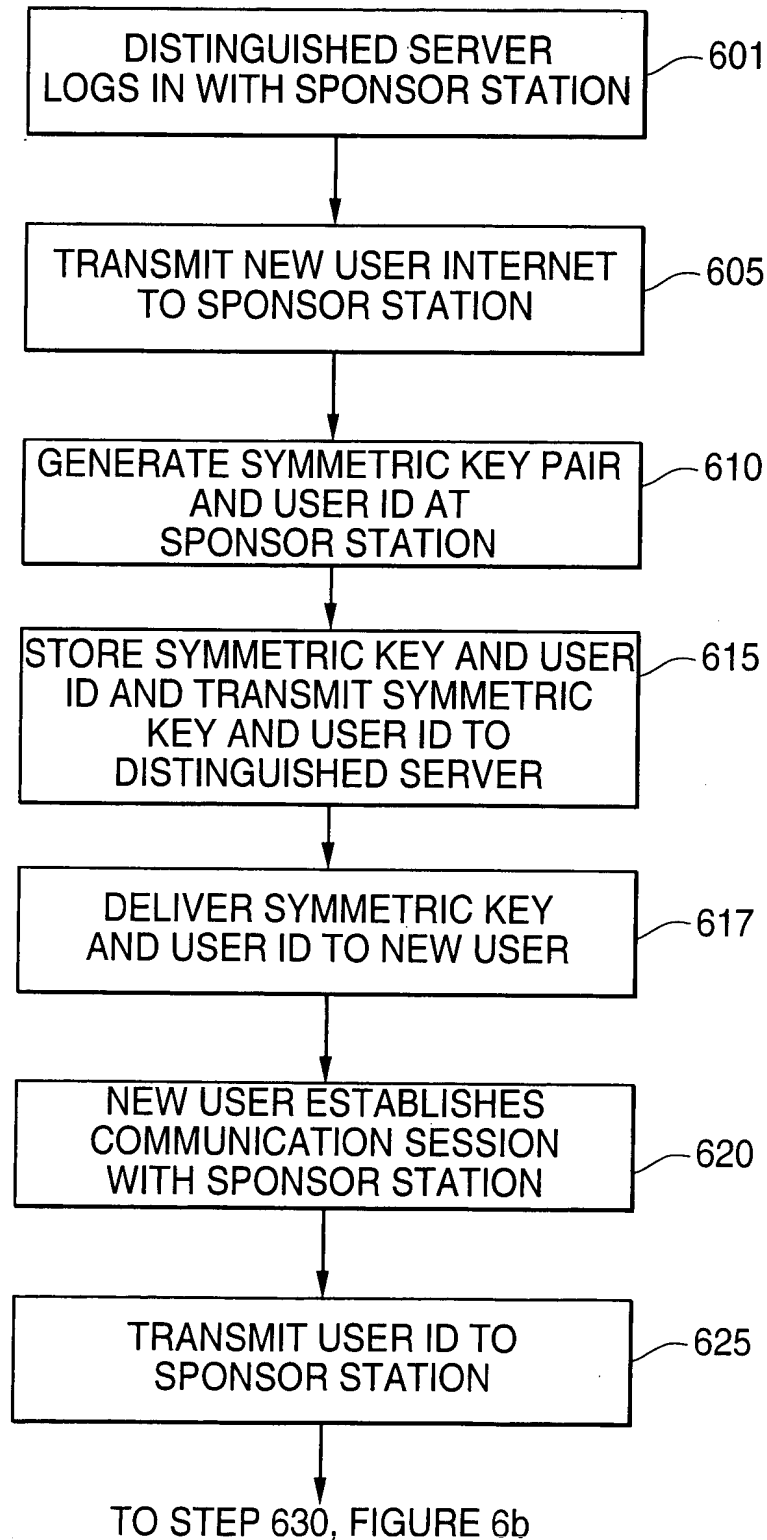 DISTINGUISHED SERVER
LOGS IN WITH SPONSOR STATION
601
TRANSMIT NEW USER INTERNET
TO SPONSOR STATION
605
GENERATE SYMMETRIC KEY PAIR
AND USER ID AT
SPONSOR STATION
610
STORE SYMMETRIC KEY AND USER
ID AND TRANSMIT SYMMETRIC
KEY AND USER ID TO
DISTINGUISHED SERVER
615
DELIVER SYMMETRIC KEY
AND USER ID TO NEW USER
617
NEW USER ESTABLISHES
COMMUNICATION SESSION
WITH SPONSOR STATION
620
TRANSMIT USER ID TO
SPONSOR STATION
625
TO STEP 630, FIGURE 6b